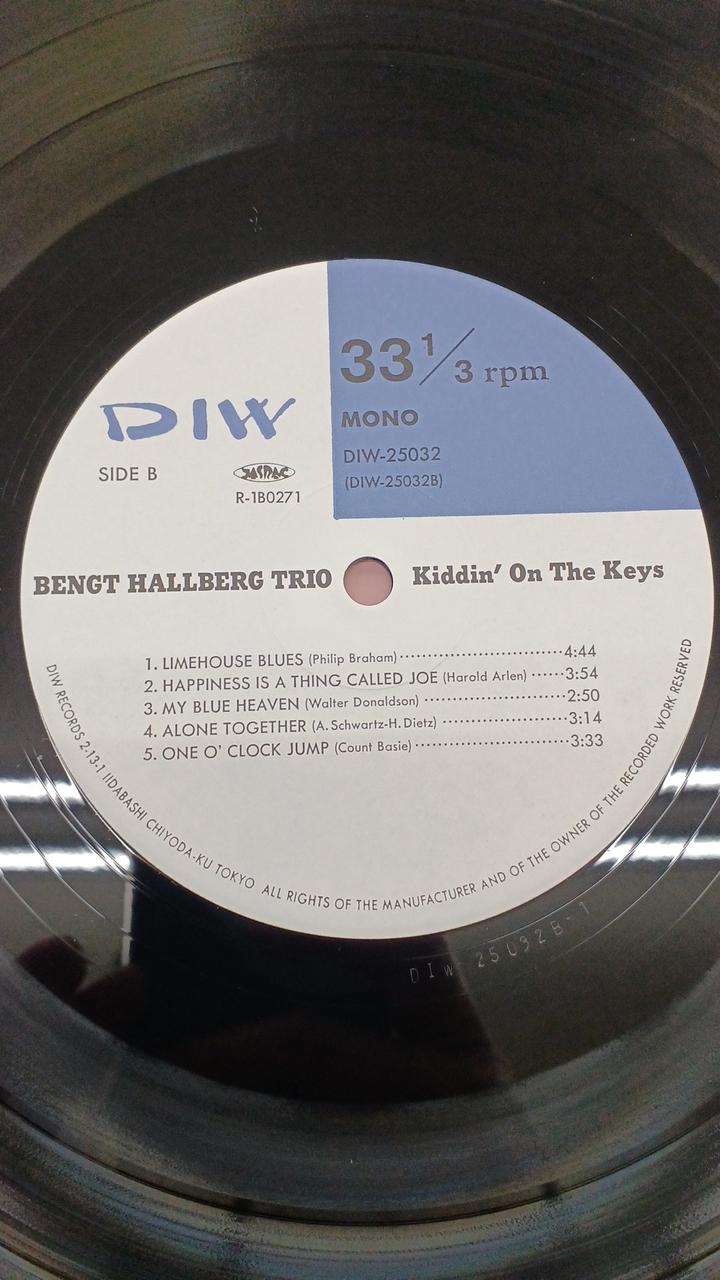 33 1/3 rpm
MONO
DIW-25032
(DIW-25032B)
DIW
SIDE B
JASRAC
R-1B0271
BENGT HALLBERG TRIO
Kiddin' On The Keys
1. LIMEHOUSE BLUES (Philip Braham)··························4:44
2. HAPPINESS IS A THING CALLED JOE (Harold Arlen)······3:54
3. MY BLUE HEAVEN (Walter Donaldson)·······················2:50
4. ALONE TOGETHER (A. Schwartz-H. Dietz)····················3:14
5. ONE O' CLOCK JUMP (Count Basie)·························3:33
DIW RECORDS 2-13-1 IIDABASHI CHIYODA-KU TOKYO ALL RIGHTS OF THE MANUFACTURER AND OF THE OWNER OF THE RECORDED WORK RESERVED
DIW 25032B-1